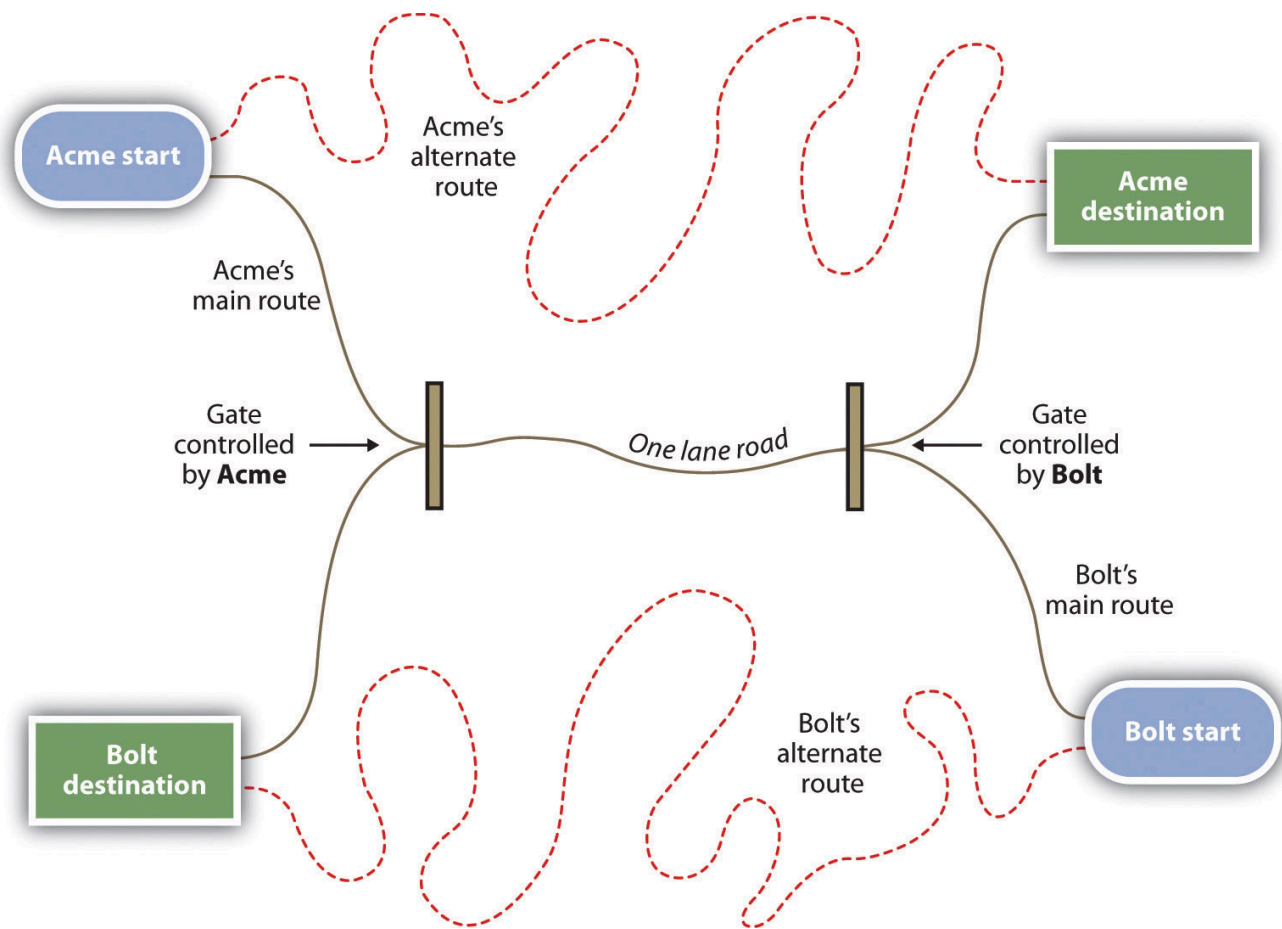 Acme start
Acme's
alternate
route
Acme
destination
Acme's
main route
Gate
controlled
by Acme
One lane road
Gate
controlled
by Bolt
Bolt's
main route
Bolt
destination
Bolt's
alternate
route
Bolt start